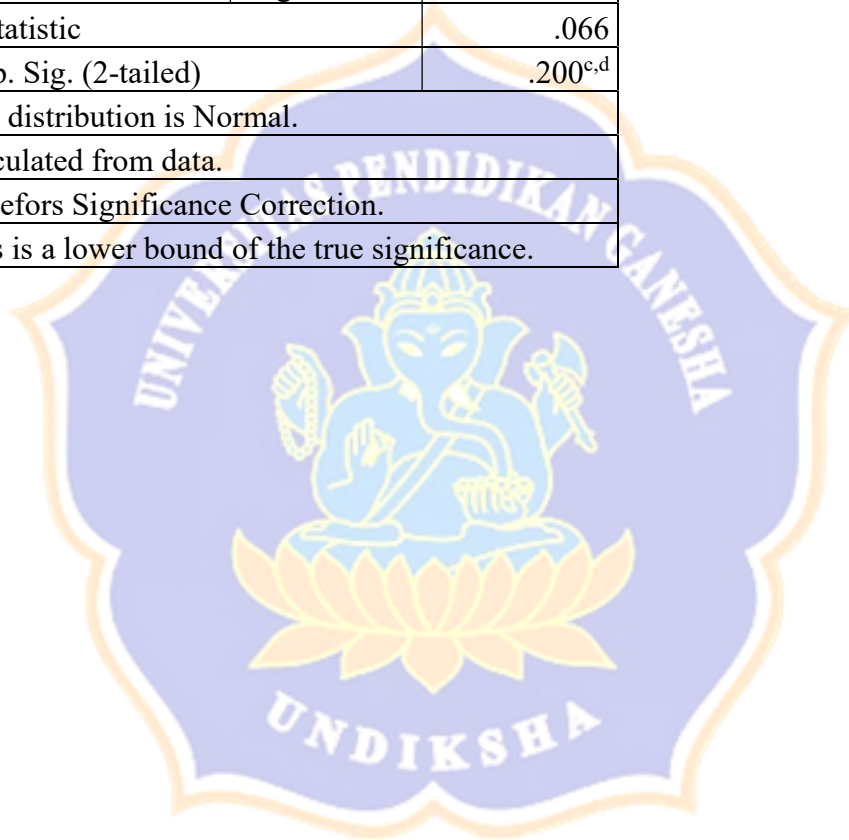 tatistic .066
p. Sig. (2-tailed) .200c,d
distribution is Normal.
culated from data.
efors Significance Correction.
s is a lower bound of the true significance.
UNIVERSITAS PENDIDIKAN GANESHA
UNDIKSHA